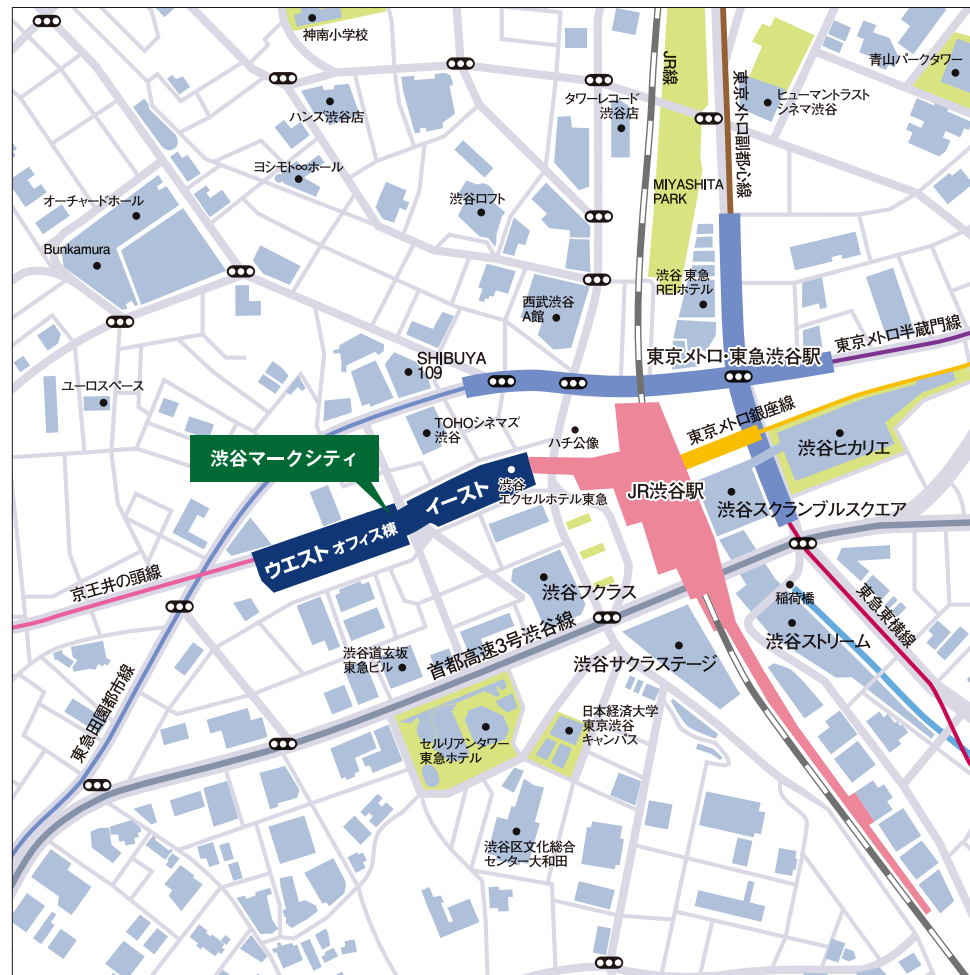 神南小学校
青山パークタワー
JR線
東京メトロ副都心線
ハンズ渋谷店
タワーレコード
渋谷店
ヒューマントラスト
シネマ渋谷
ヨシモト∞ホール
オーチャードホール
渋谷ロフト
MIYASHITA
PARK
Bunkamura
西武渋谷
A館
渋谷 東急
REIホテル
東京メトロ半蔵門線
東京メトロ・東急渋谷駅
SHIBUYA
109
ユーロスペース
TOHOシネマズ
渋谷
ハチ公像
東京メトロ銀座線
渋谷ヒカリエ
渋谷マークシティ
渋谷
エクセルホテル東急
イースト
ウエスト オフィス棟
JR渋谷駅
渋谷スクランブルスクエア
京王井の頭線
渋谷フクラス
稲荷橋
東急東横線
渋谷ストリーム
首都高速3号渋谷線
渋谷道玄坂
東急ビル
渋谷サクラステージ
東急田園都市線
セルリアンタワー
東急ホテル
日本経済大学
東京渋谷
キャンパス
渋谷区文化総合
センター大和田